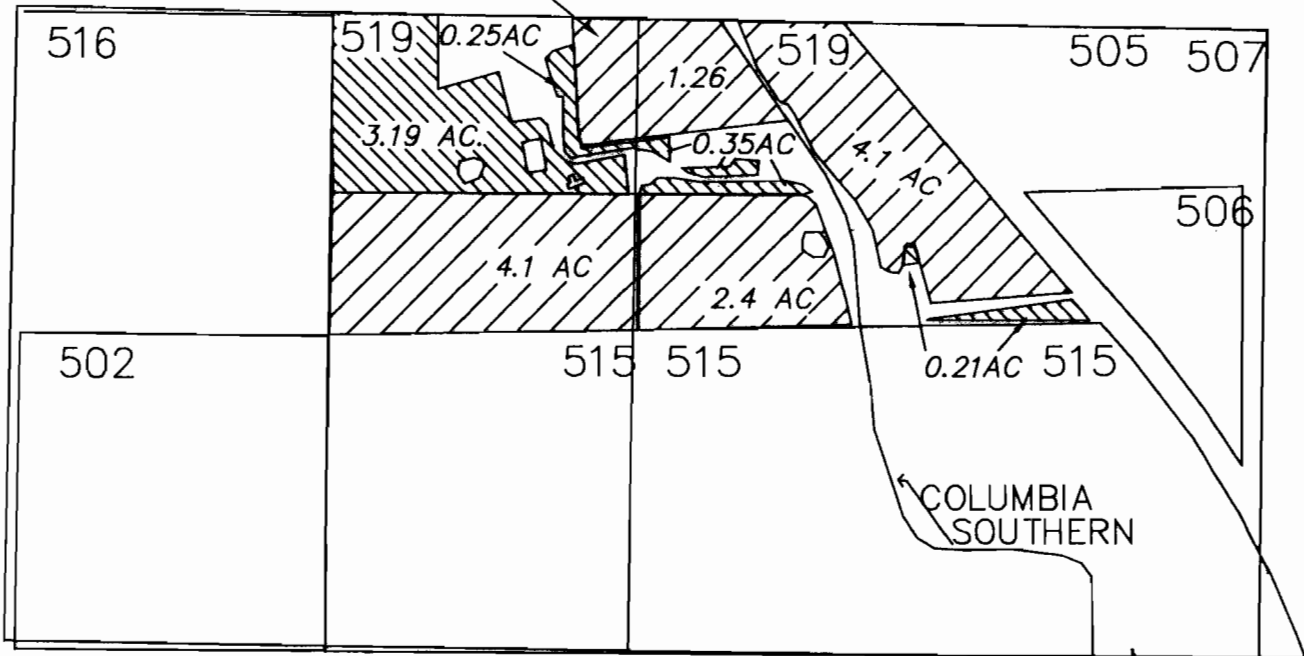 516
519
0.25AC
1.26
519
505
507
3.19 AC.
0.35AC
4.1 AC
506
4.1 AC
2.4 AC
502
515
515
0.21AC
515
COLUMBIA
SOUTHERN